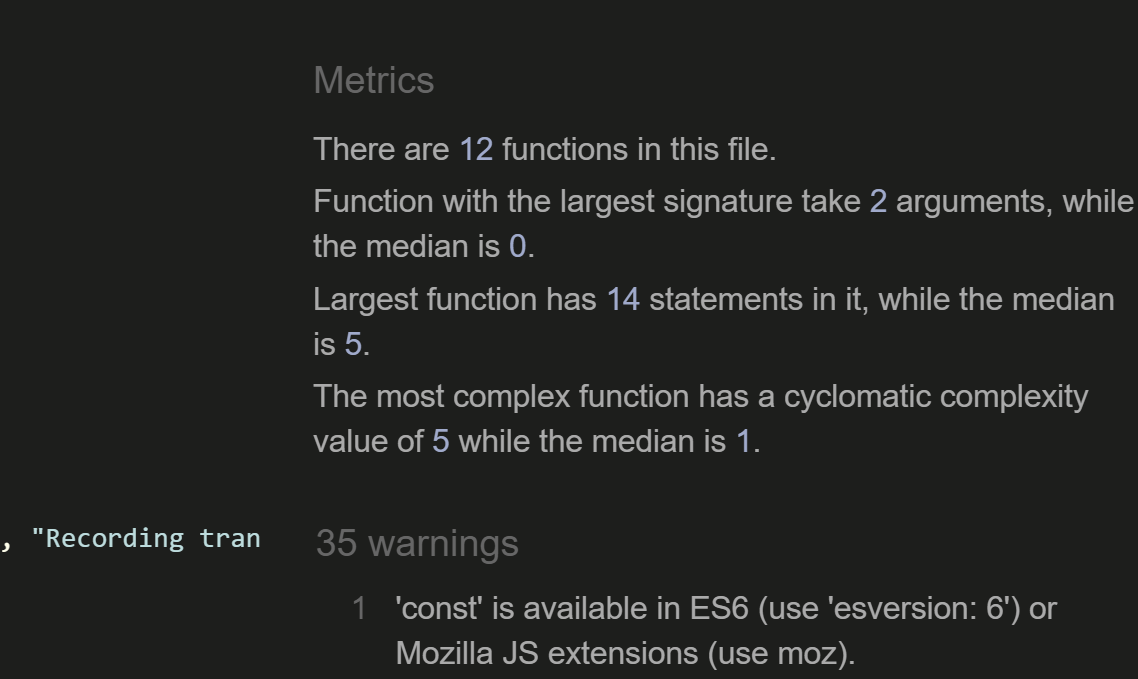 Metrics
There are 12 functions in this file.
Function with the largest signature take 2 arguments, while
the median is 0.
Largest function has 14 statements in it, while the median
is 5.
The most complex function has a cyclomatic complexity
value of 5 while the median is 1.
, "Recording tran
35 warnings
1 'const' is available in ES6 (use 'esversion: 6') or
Mozilla JS extensions (use moz).